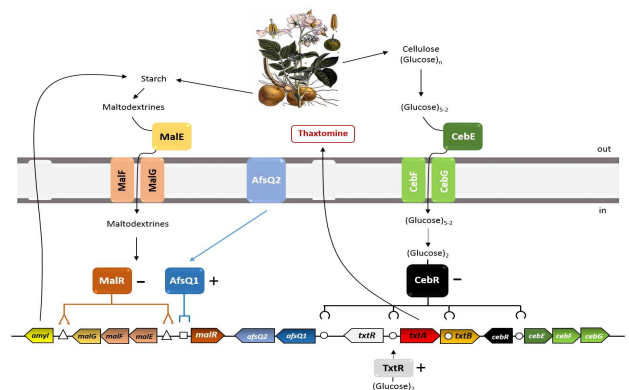 Cellulose
(Glucose)n
Starch
Maltodextrines
(Glucose)5-2
Thaxtomine
MalE
CebE
out
MalF
MalG
AfsQ2
CebF
CebG
in
Maltodextrines
(Glucose)5-2
(Glucose)2
MalR
–
AfsQ1
+
CebR
–
amyl
malG
malF
malE
malR
afsQ2
afsQ1
txtR
txtA
txtB
cebR
cebE
cebF
cebG
TxtR
+
(Glucose)2